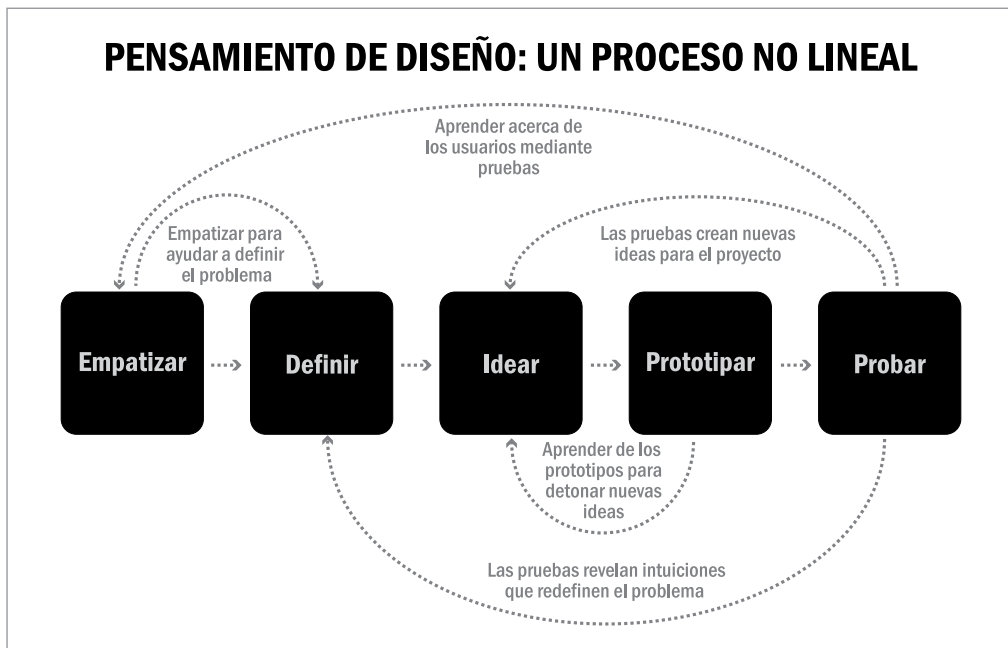 PENSAMIENTO DE DISEÑO: UN PROCESO NO LINEAL
Aprender acerca de
los usuarios mediante
pruebas
Empatizar para
ayudar a definir
el problema
Las pruebas crean nuevas
ideas para el proyecto
Empatizar
Definir
Idear
Prototipar
Probar
Aprender de los
prototipos para
detonar nuevas
ideas
Las pruebas revelan intuiciones
que redefinen el problema